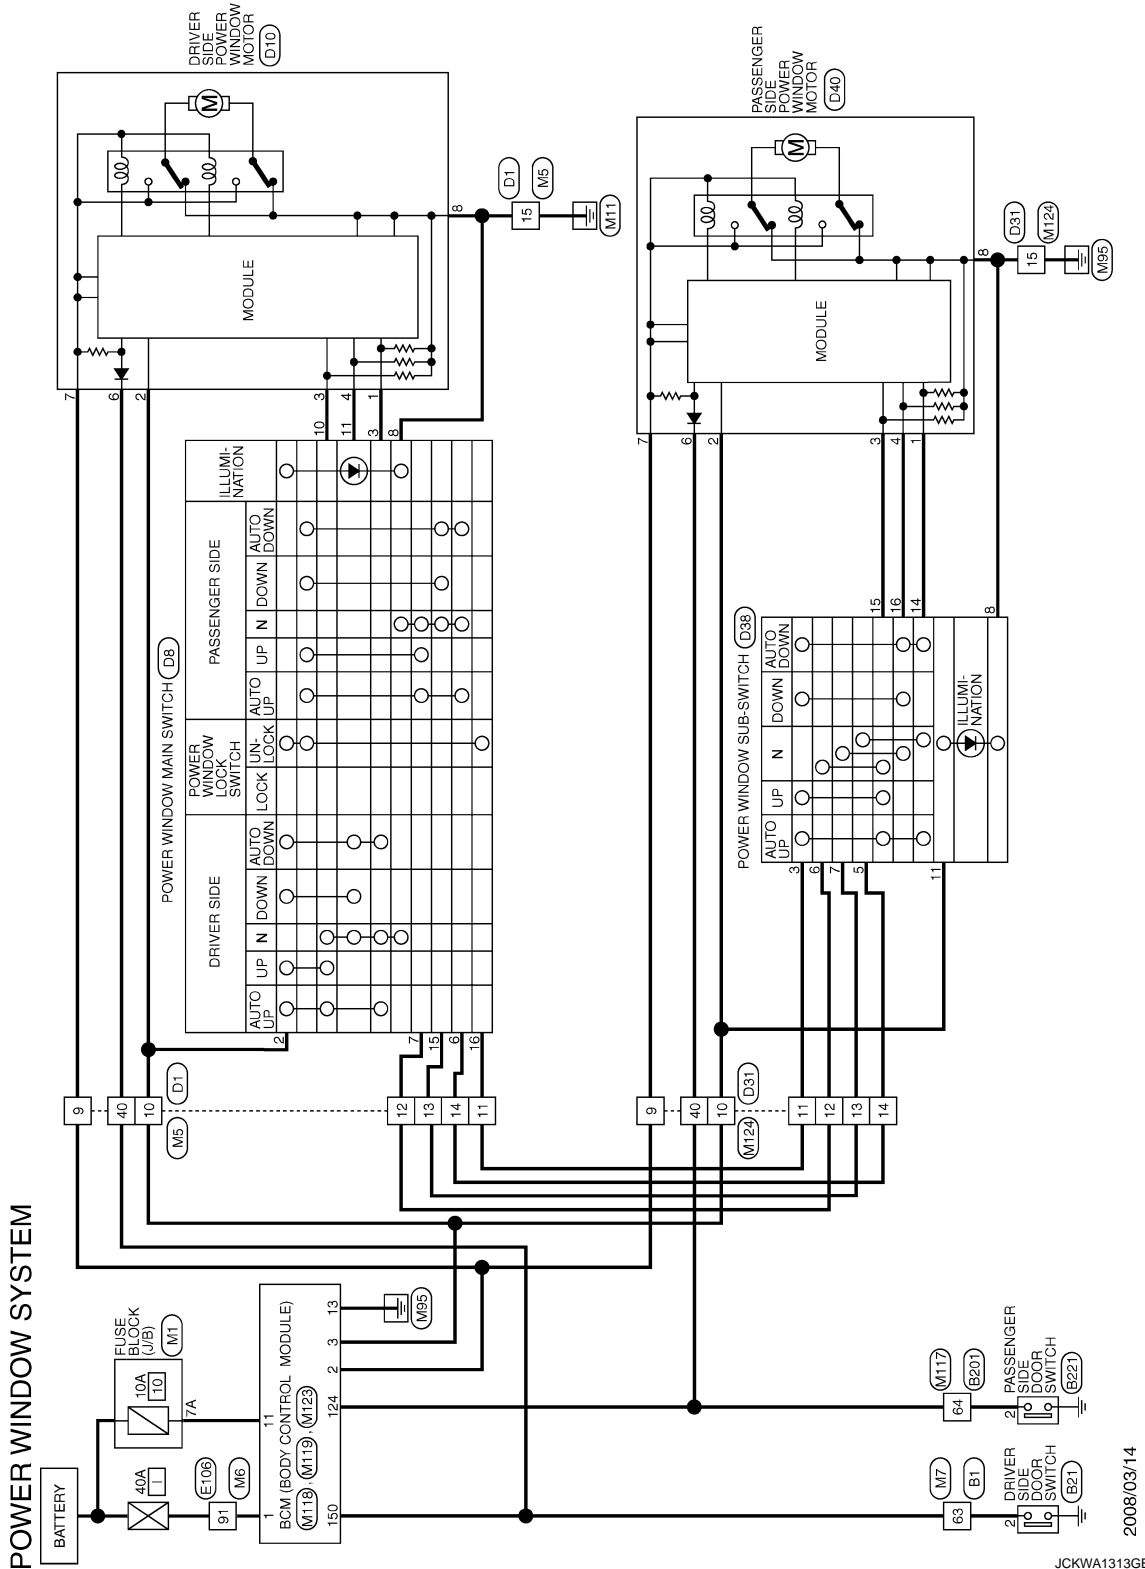 POWER WINDOW SYSTEM
BATTERY
40A
I
E106
91
M6
10A
10
FUSE
BLOCK
(J/B)
M1
7A
1
11
BCM (BODY CONTROL MODULE)
M118 , M119 , M123
150
124
2
3
13
M95
M7
63
B1
2
DRIVER
SIDE
DOOR
SWITCH
B21
M117
64
B201
2
PASSENGER
SIDE
DOOR
SWITCH
B221
9
40
10
D1
M5
12
13
14
11
9
40
10
D31
M124
11
12
13
14
POWER WINDOW MAIN SWITCH D8
DRIVER SIDE
AUTO
UP
UP
N
DOWN
AUTO
DOWN
POWER
WINDOW
LOCK
SWITCH
LOCK
UN-
LOCK
PASSENGER SIDE
AUTO
UP
UP
N
DOWN
AUTO
DOWN
ILLUMI-
NATION
2
7
15
6
16
10
11
3
8
POWER WINDOW SUB-SWITCH D38
AUTO
UP
UP
N
DOWN
AUTO
DOWN
ILLUMI-
NATION
3
6
7
5
11
15
16
14
8
7
6
2
3
4
1
MODULE
M
8
DRIVER
SIDE
POWER
WINDOW
MOTOR
D10
D1
15
M5
M11
7
6
2
3
4
1
MODULE
M
8
PASSENGER
SIDE
POWER
WINDOW
MOTOR
D40
D31
15
M124
M95
2008/03/14
JCKWA1313GE